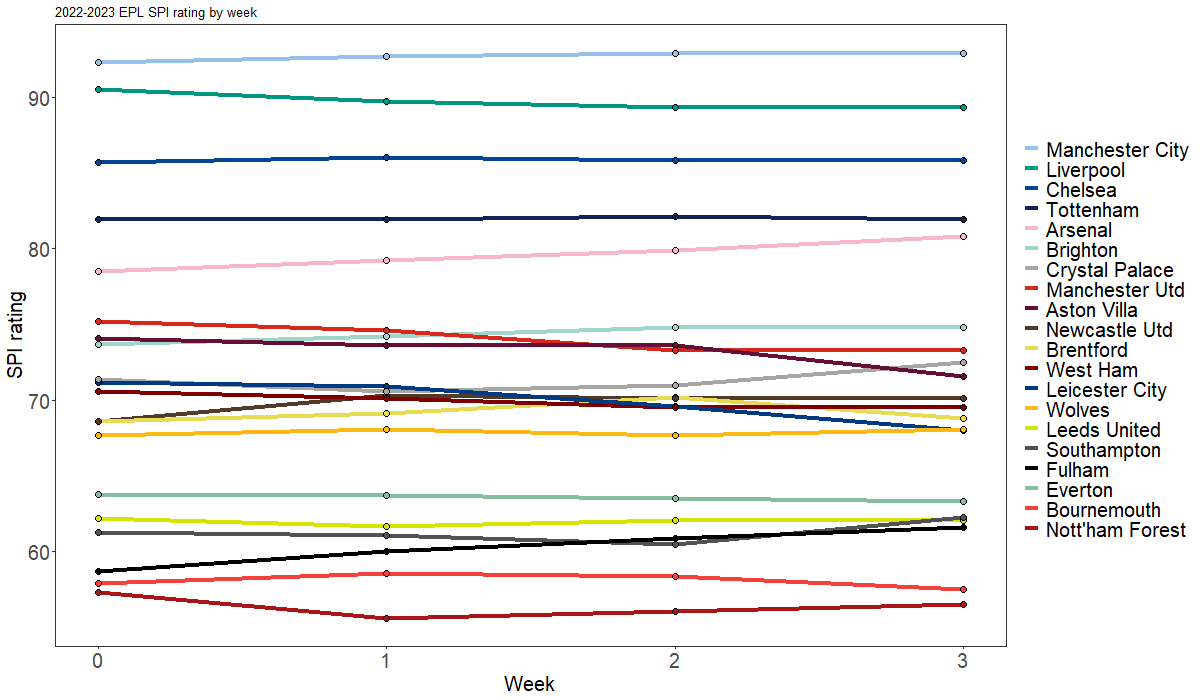 2022-2023 EPL SPI rating by week
90
80
70
60
SPI rating
0 1 2 3
Week
Manchester City
Liverpool
Chelsea
Tottenham
Arsenal
Brighton
Crystal Palace
Manchester Utd
Aston Villa
Newcastle Utd
Brentford
West Ham
Leicester City
Wolves
Leeds United
Southampton
Fulham
Everton
Bournemouth
Nott'ham Forest